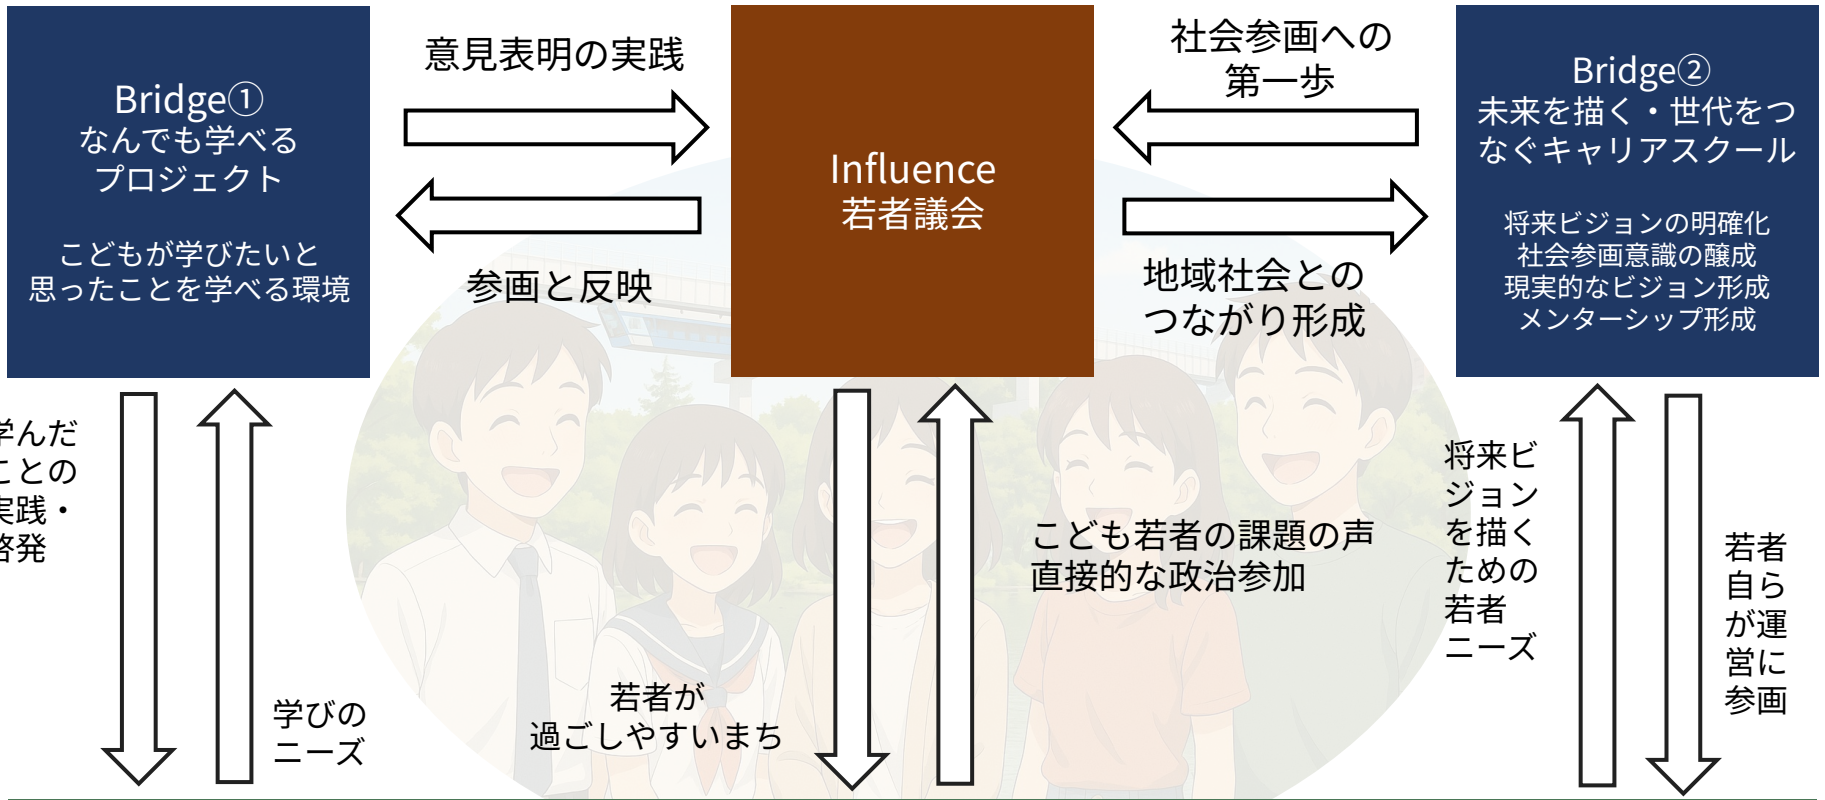 Bridge①
なんでも学べる
プロジェクト
こどもが学びたいと
思ったことを学べる環境
意見表明の実践
参画と反映
Influence
若者議会
社会参画への
第一歩
地域社会との
つながり形成
Bridge②
未来を描く・世代をつ
なぐキャリアスクール
将来ビジョンの明確化
社会参画意識の醸成
現実的なビジョン形成
メンターシップ形成
学んだ
ことの
実践・
啓発
学びの
ニーズ
若者が
過ごしやすいまち
こども若者の課題の声
直接的な政治参加
将来ビ
ジョン
を描く
ための
若者
ニーズ
若者
自ら
が運
営に
参画